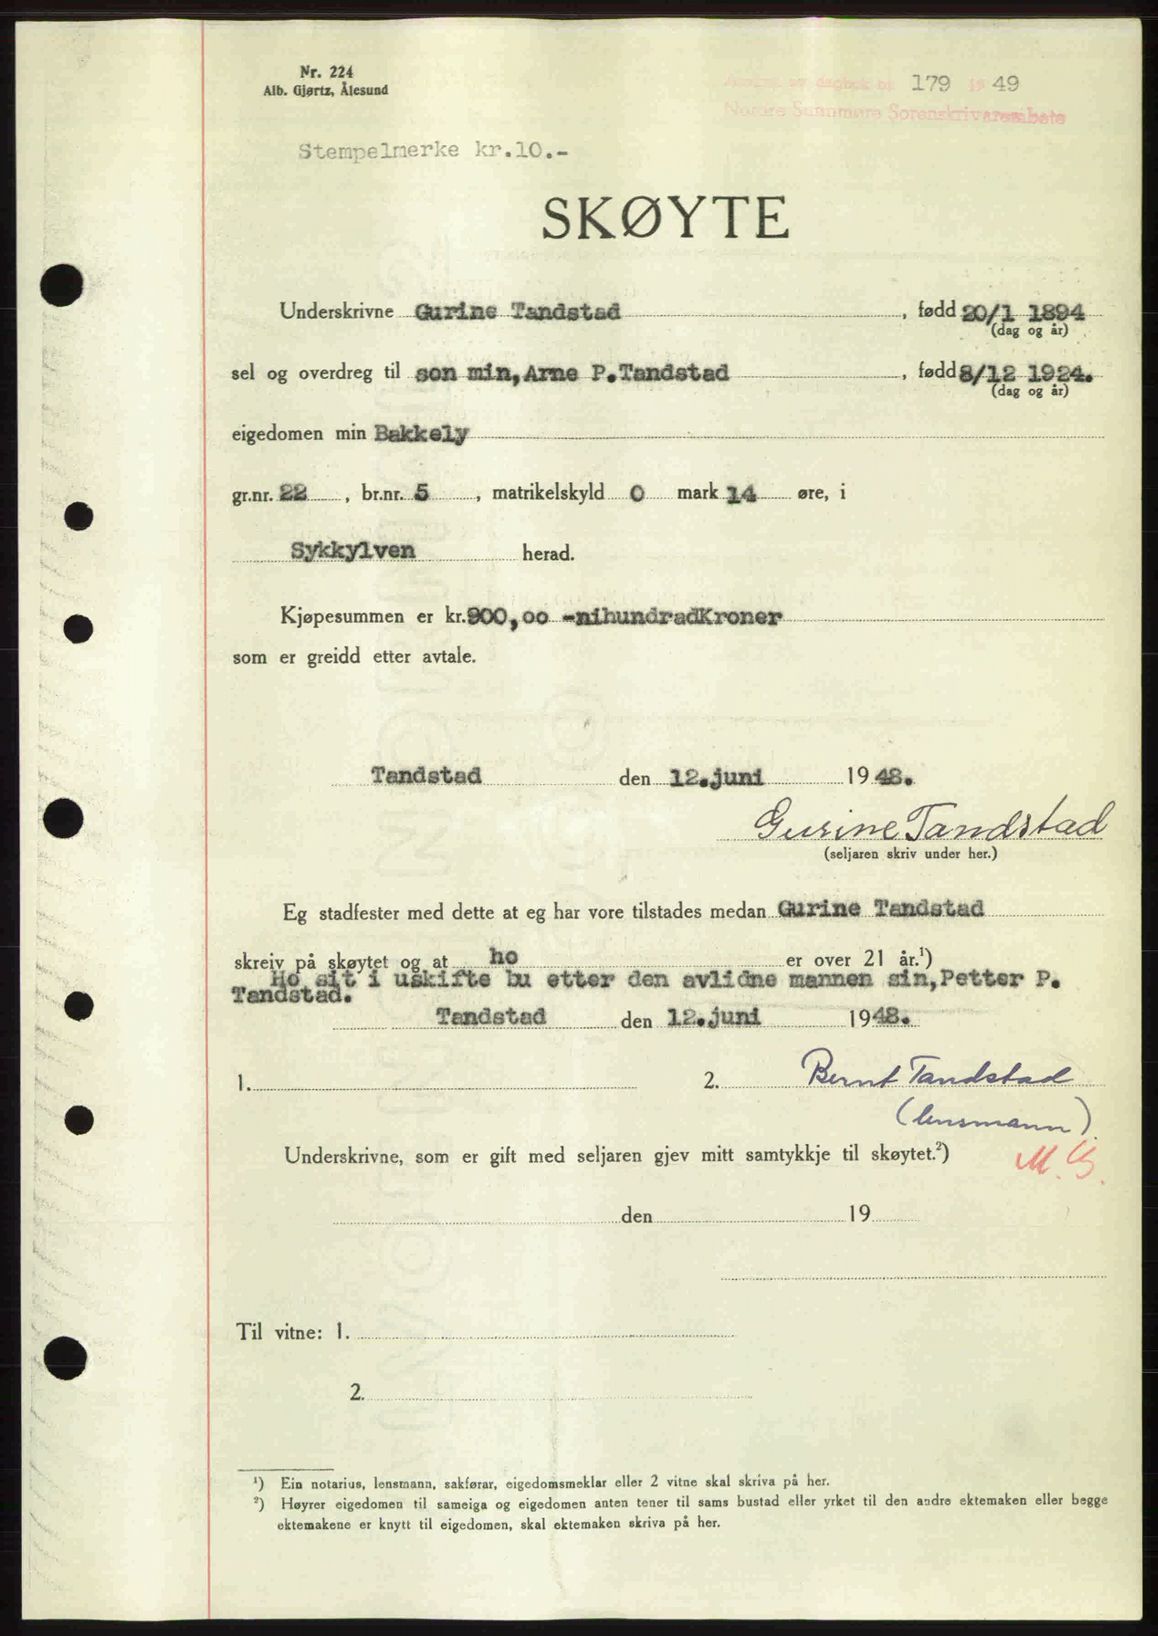 Nr. 224
Alb. Gjørtz, Ålesund
dagbok nr. 179 19 49
Nordre Sunnmøre Sorenskrivarembete
Stempelmerke kr.10.-
SKØYTE
Underskrivne Gurine Tandstad, fødd 20/1 1894
(dag og år)
sel og overdreg til son min, Arne P. Tandstad, fødd 8/12 1924.
(dag og år)
eigedomen min Bakkely
gr.nr. 22, br.nr. 5, matrikelskyld 0 mark 14 øre, i
Sykkylven herad.
Kjøpesummen er kr. 900,00 -nihundradKroner
som er greidd etter avtale.
Tandstad den 12.juni 1948.
Gurine Tandstad
(seljaren skriv under her.)
Eg stadfester med dette at eg har vore tilstades medan Gurine Tandstad
skreiv på skøytet og at ho er over 21 år.¹)
Ho sit i uskifte bu etter den avlidne mannen sin, Petter P.
Tandstad.
Tandstad den 12.juni 1948.
1. 2. Bernt Tandstad
(lensmann).
Underskrivne, som er gift med seljaren gjev mitt samtykkje til skøytet.²)
M. G.
den 19
Til vitne: 1.
2.
¹) Ein notarius, lensmann, sakførar, eigedomsmeklar eller 2 vitne skal skriva på her.
²) Høyrer eigedomen til sameiga og eigedomen anten tener til sams bustad eller yrket til den andre ektemaken eller begge
ektemakene er knytt til eigedomen, skal ektemaken skriva på her.